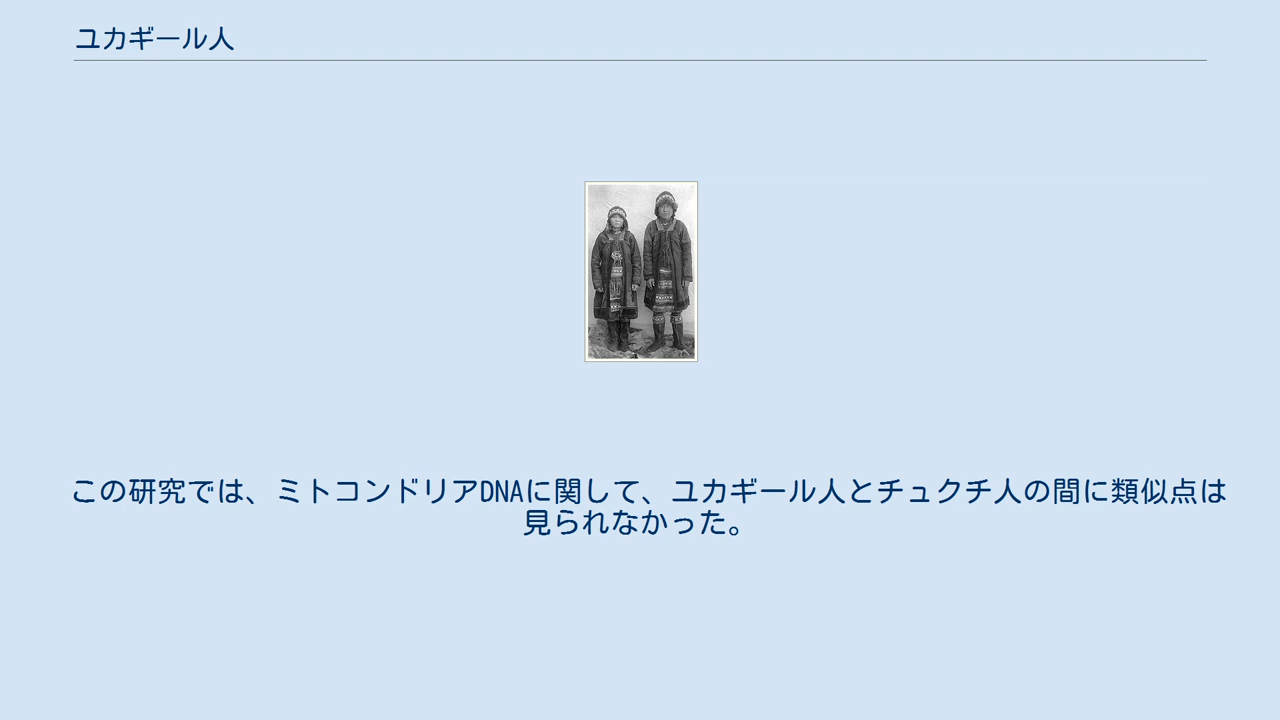 ユカギール人
この研究では、ミトコンドリアDNAに関して、ユカギール人とチュクチ人の間に類似点は
見られなかった。